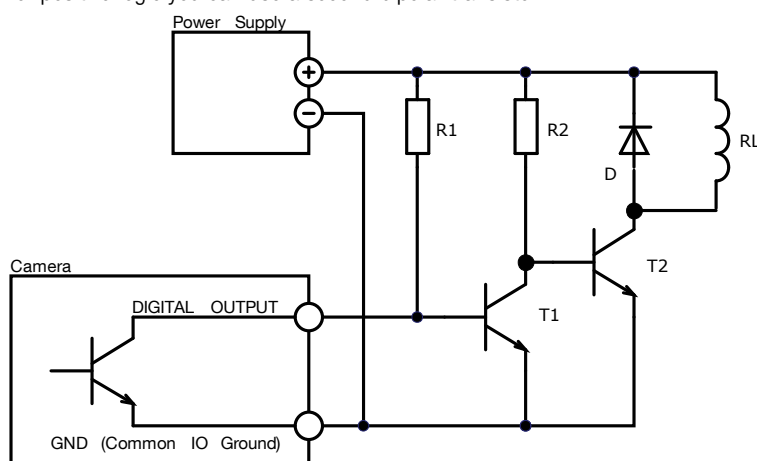 Power Supply
+
−
R1
R2
D
RL
T2
T1
Camera
DIGITAL OUTPUT
GND (Common IO Ground)